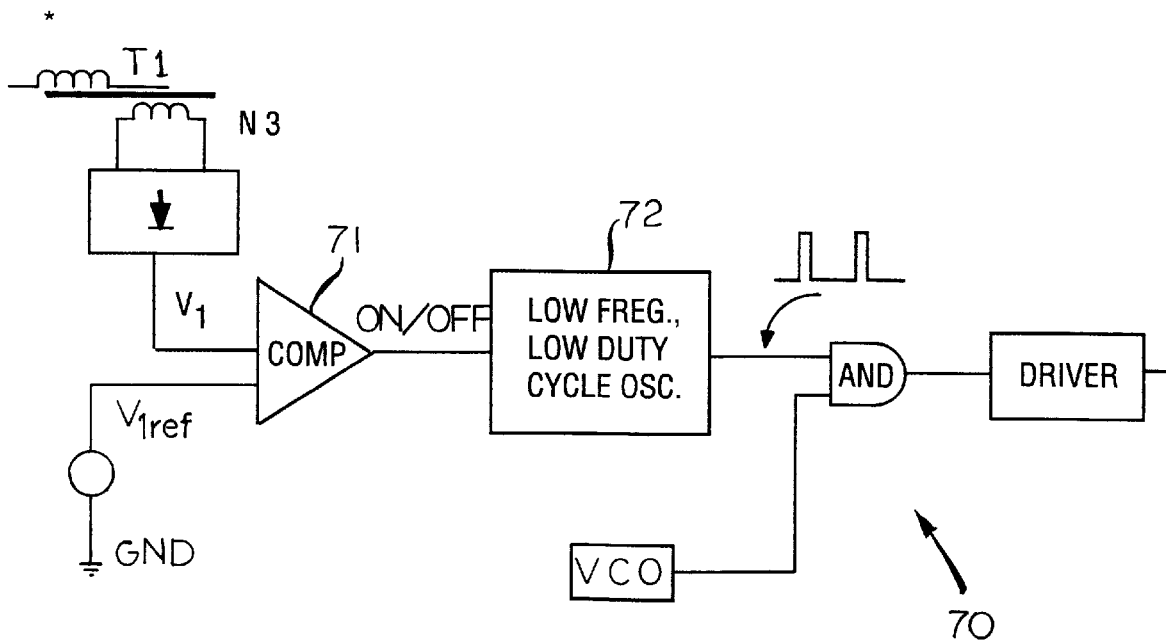 *
T1
N3
71
72
V1
COMP
ON/OFF
LOW FREG.,
LOW DUTY
CYCLE OSC.
AND
DRIVER
V1ref
GND
VCO
70